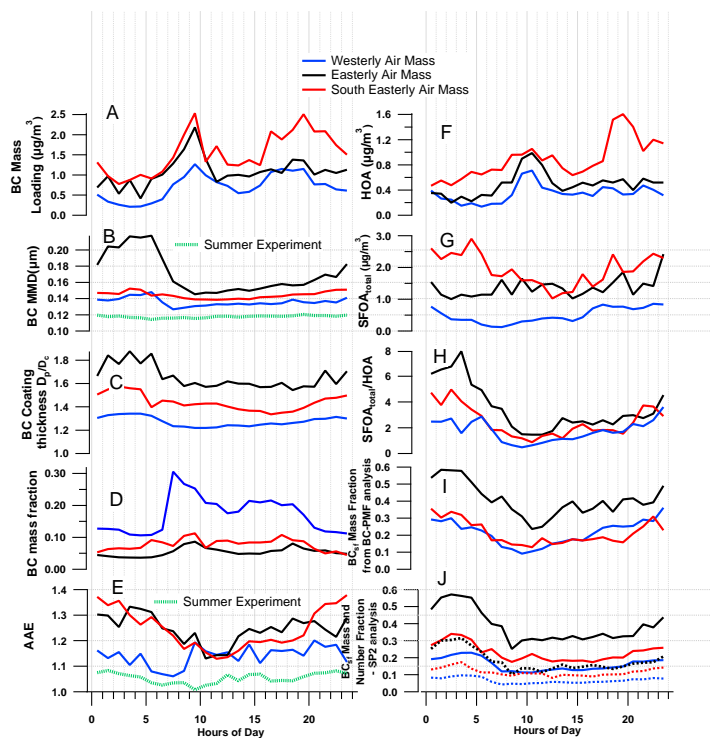 Westerly Air Mass
Easterly Air Mass
South Easterly Air Mass
A
BC Mass
Loading (µg/m³)
2.5
2.0
1.5
1.0
0.5
0.0
F
HOA (µg/m³)
1.6
1.2
0.8
0.4
0.0
B
Summer Experiment
BC MMD(µm)
0.20
0.18
0.16
0.14
0.12
0.10
G
SFOAtotal (µg/m³)
3.0
2.0
1.0
0.0
C
BC Coating
thickness Dp/Dc
1.8
1.6
1.4
1.2
1.0
H
SFOAtotal/HOA
8
6
4
2
0
D
BC mass fraction
0.30
0.20
0.10
0.00
I
BCsf Mass Fraction
from BC-PMF analysis
0.6
0.5
0.4
0.3
0.2
0.1
0.0
E
Summer Experiment
AAE
1.4
1.3
1.2
1.1
1.0
J
BCsf Mass and
Number Fraction
- SP2 analysis
0.6
0.5
0.4
0.3
0.2
0.1
0.0
0 5 10 15 20
Hours of Day
0 5 10 15 20
Hours of Day